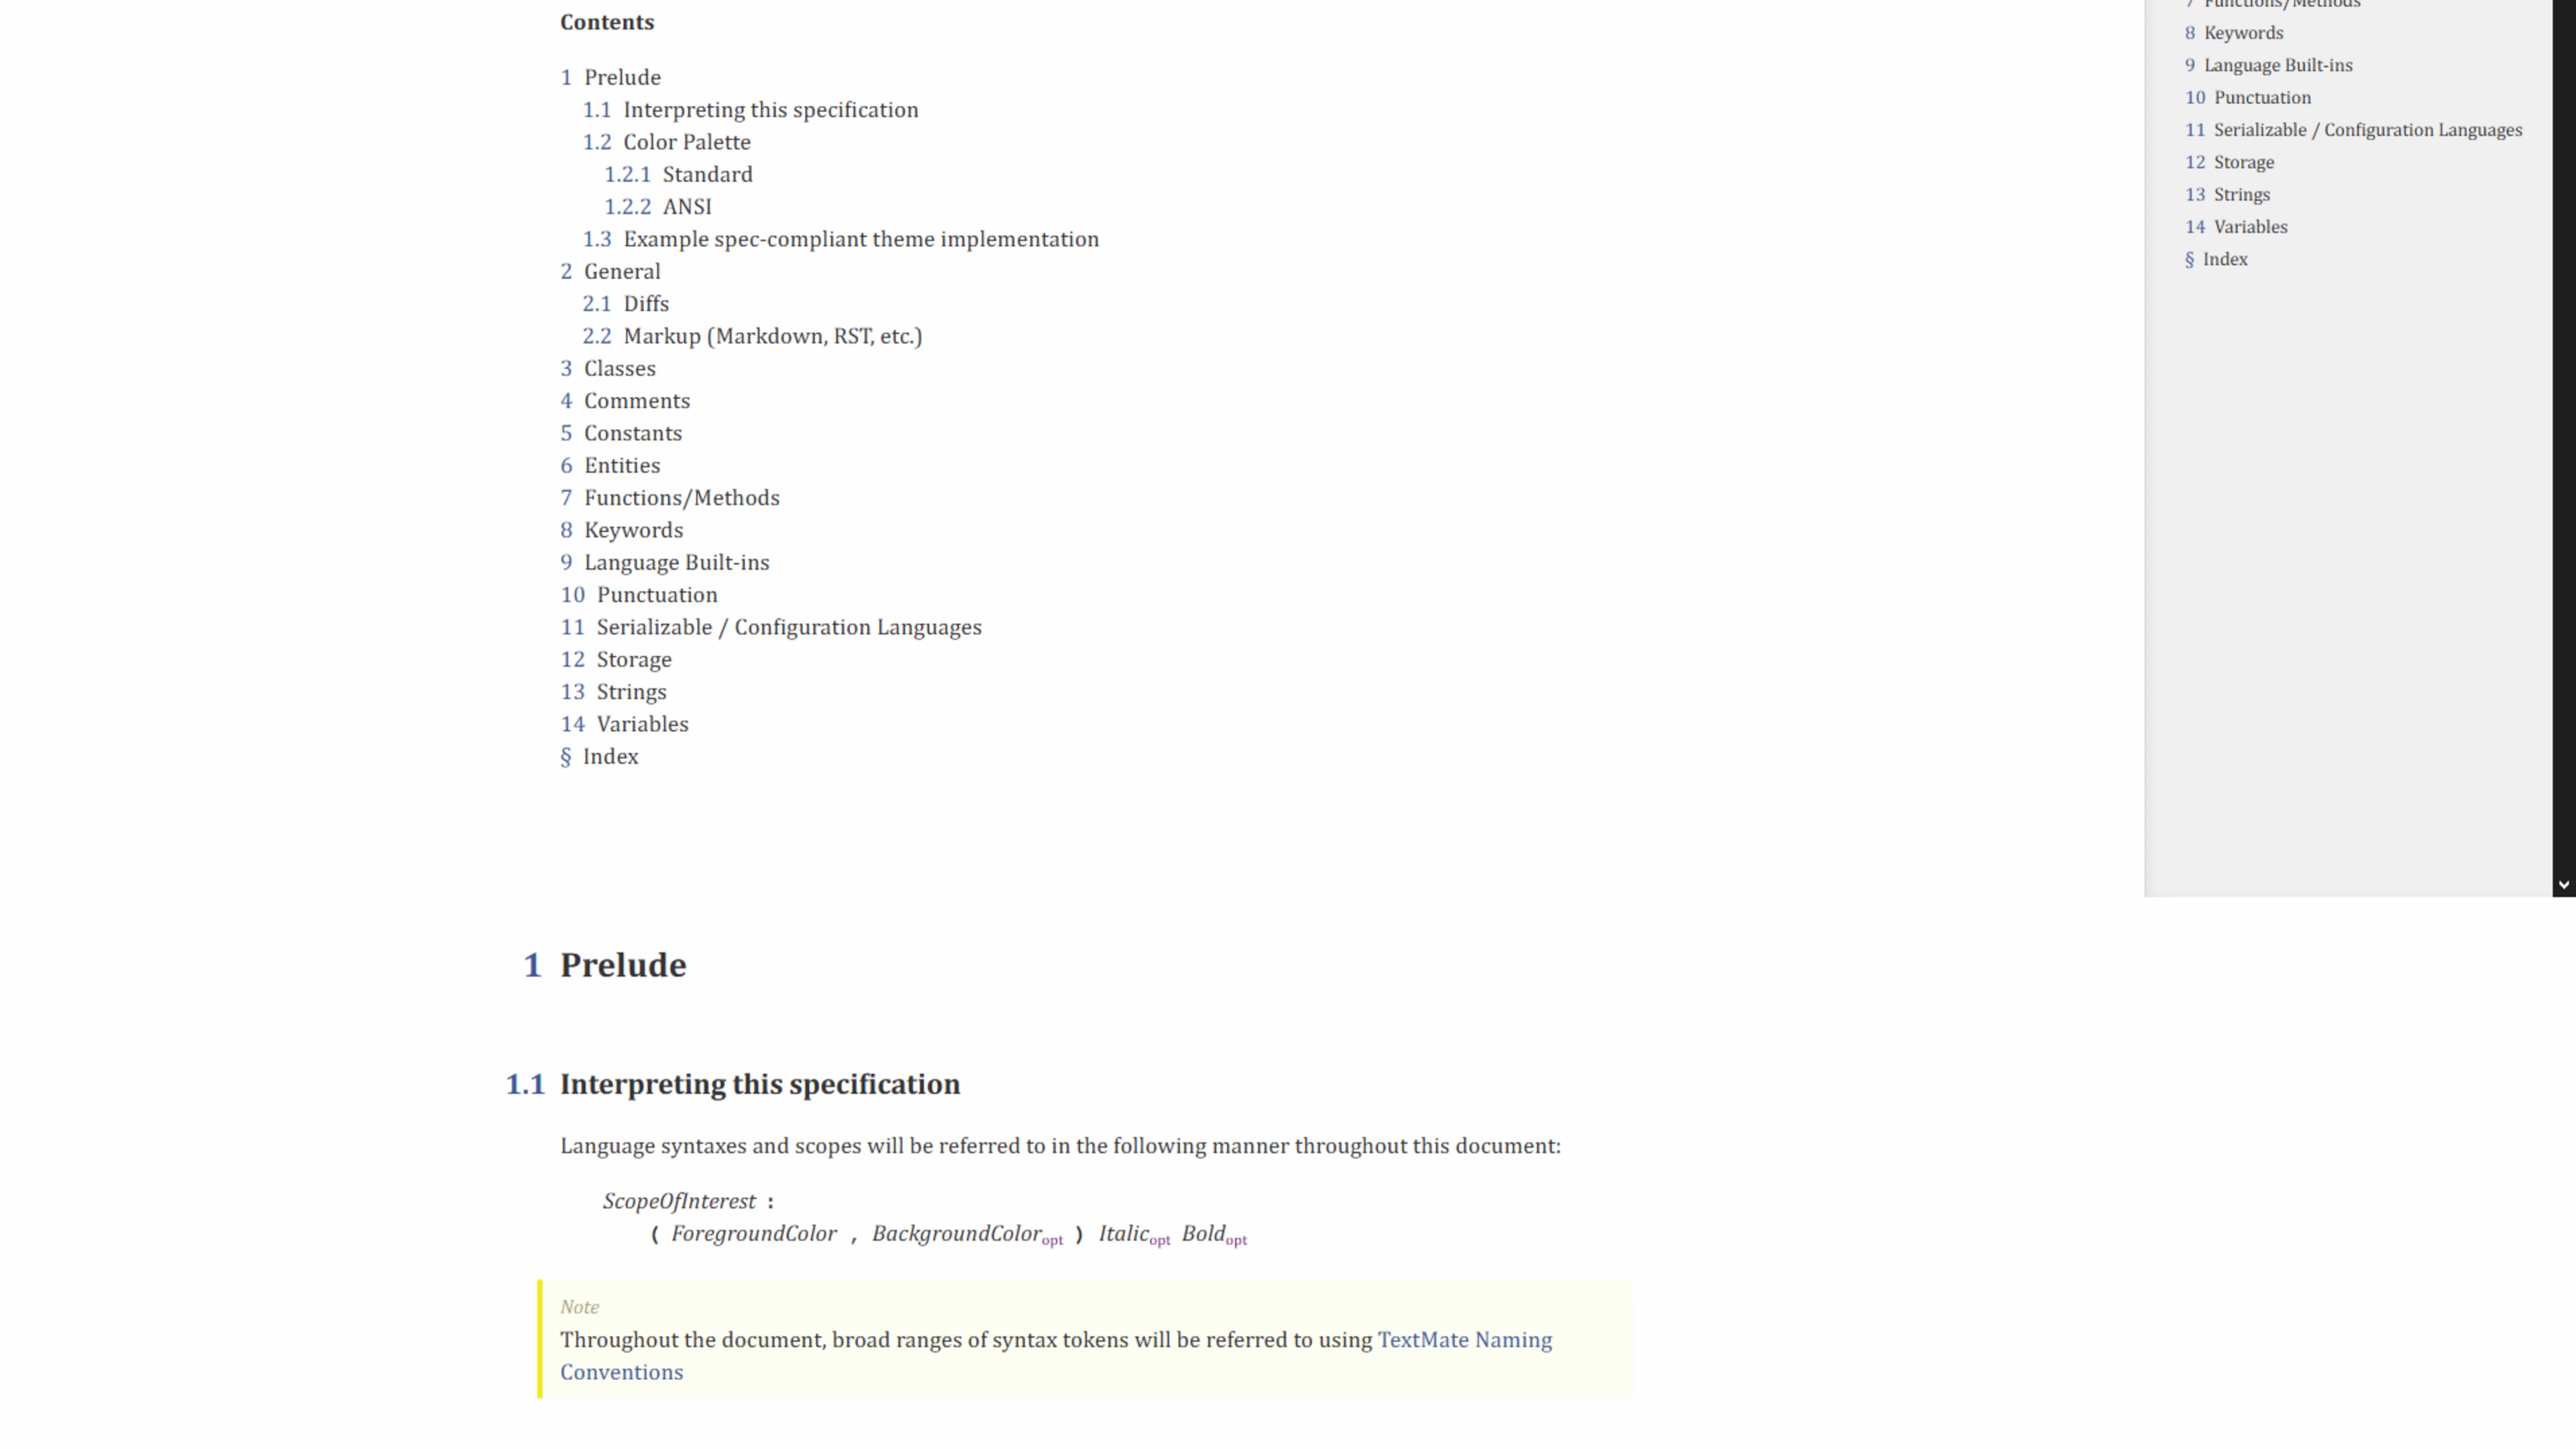 Contents
1 Prelude
1.1 Interpreting this specification
1.2 Color Palette
1.2.1 Standard
1.2.2 ANSI
1.3 Example spec-compliant theme implementation
2 General
2.1 Diffs
2.2 Markup (Markdown, RST, etc.)
3 Classes
4 Comments
5 Constants
6 Entities
7 Functions/Methods
8 Keywords
9 Language Built-ins
10 Punctuation
11 Serializable / Configuration Languages
12 Storage
13 Strings
14 Variables
§ Index
1 Prelude
1.1 Interpreting this specification
Language syntaxes and scopes will be referred to in the following manner throughout this document:
ScopeOfInterest :
( ForegroundColor , BackgroundColoropt ) Italicopt Boldopt
Note
Throughout the document, broad ranges of syntax tokens will be referred to using TextMate Naming
Conventions
7 Functions/Methods
8 Keywords
9 Language Built-ins
10 Punctuation
11 Serializable / Configuration Languages
12 Storage
13 Strings
14 Variables
§ Index